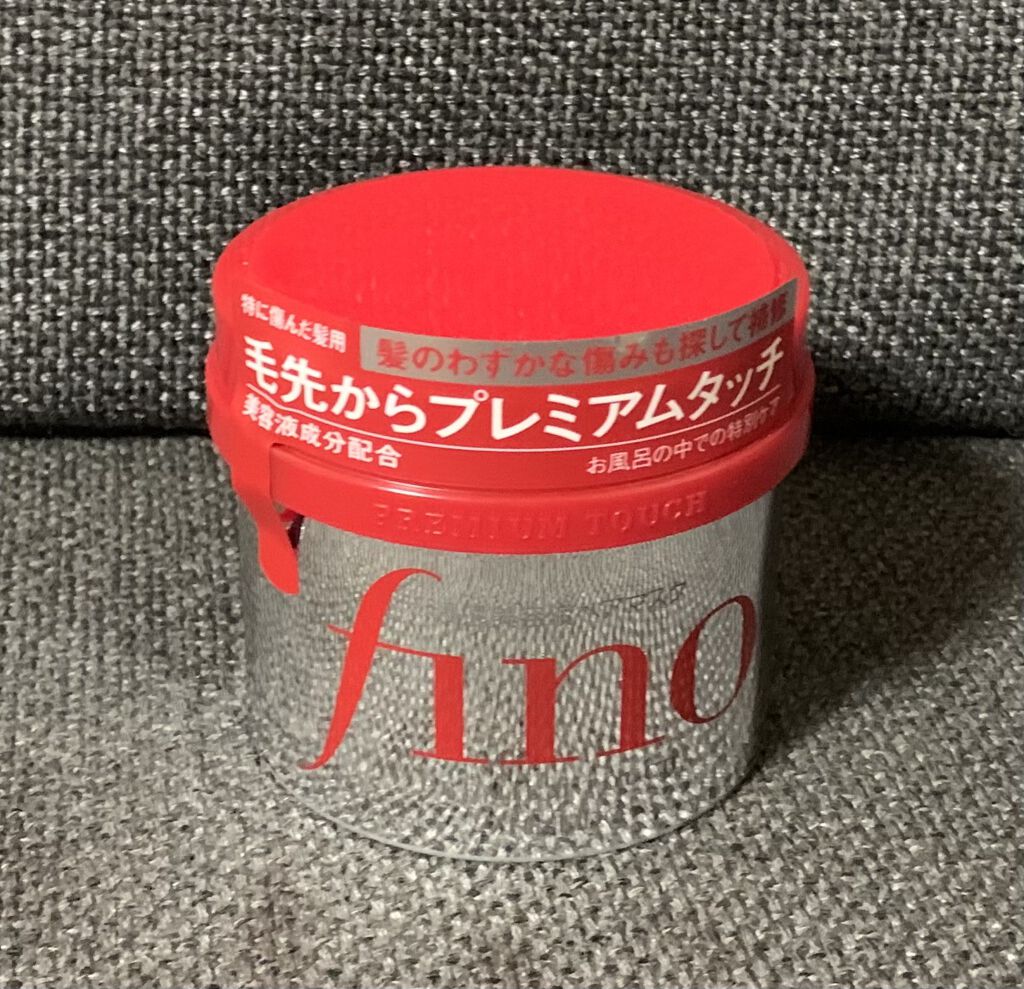 特に傷んだ髪用
髪のわずかな傷みも探して補修
毛先からプレミアムタッチ
美容液成分配合
お風呂の中での特別ケア
PREMIUM TOUCH
fino